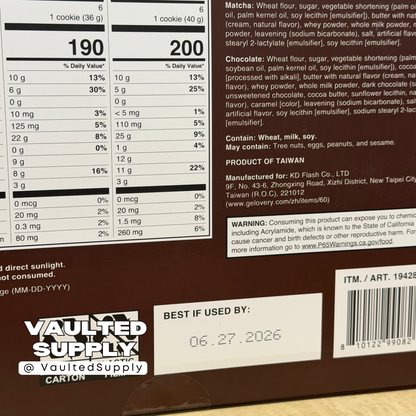 6
1 cookie (36 g)
190
% Daily Value*
10 g 13%
6 g 30%
0 g
10 mg 3%
125 mg 5%
22 g 8%
0 g 0%
9 g
8 g 16%
3 g
0 mcg 0%
20 mg 2%
0.3 mg 2%
80 mg 2%
6
1 cookie (40 g)
200
% Daily Value*
10 g 13%
5 g 25%
0 g
< 5 mg 1%
110 mg 5%
25 g 9%
1 g 4%
12 g
11 g 22%
3 g
0 mcg 0%
20 mg 2%
1.5 mg 8%
260 mg 6%
Matcha: Wheat flour, sugar, vegetable shortening (palm
oil, palm kernel oil, soy lecithin [emulsifier]), butter with
(cream, natural flavor), whey powder, whole milk powder,
powder, leavening (sodium bicarbonate), salt, artificial
stearyl 2-lactylate [emulsifier], soy lecithin [emulsifier].
Chocolate: Wheat flour, sugar, vegetable shortening (palm
soybean oil, palm kernel oil, soy lecithin [emulsifier]),
[processed with alkali], butter with natural flavor (cream,
flavor), whey powder, whole milk powder, dark chocolate
unsweetened chocolate, cocoa butter, sunflower lecithin,
flavor), caramel [color], leavening (sodium bicarbonate),
artificial flavor, soy lecithin [emulsifier], sodium stearyl 2-
[emulsifier].
Contain: Wheat, milk, soy.
May contain: Tree nuts, eggs, peanuts, and sesame.
PRODUCT OF TAIWAN
Manufactured for: KD Flash Co., LTD
9F, No. 43-6, Zhongxing Road, Xizhi District, New Taipei City
Taiwan (R.O.C), 221012
(www.gelovery.com/zh/items/60)
WARNING: Consuming this product can expose you to
including Acrylamide, which is known to the State of California
cause cancer and birth defects or other reproductive harm.
more information go to www.P65Warnings.ca.gov/food.
direct sunlight.
not consumed.
(MM-DD-YYYY)
BEST IF USED BY:
06.27.2026
ITM. / ART. 19428
8 10122 99082
VAULTED
SUPPLY
@ VaultedSupply
CARTON